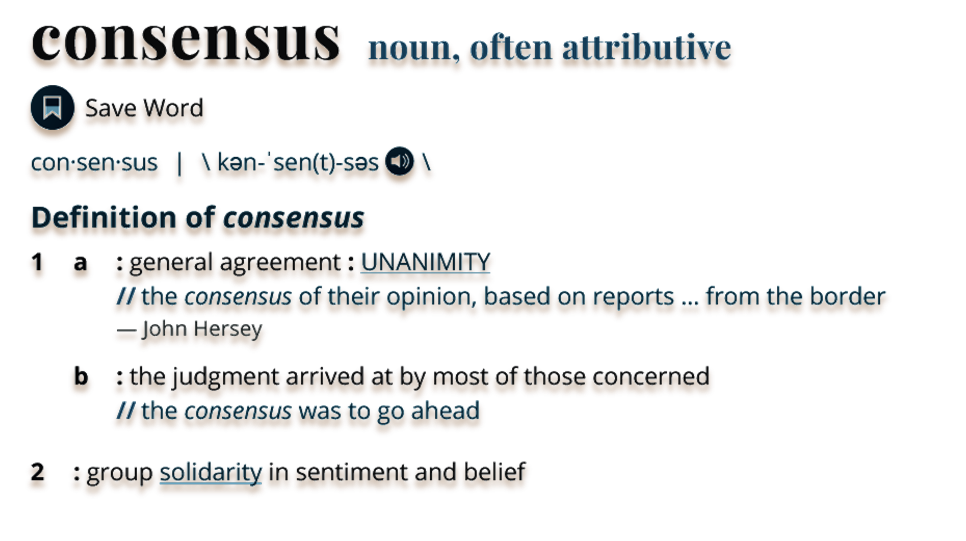 consensus noun, often attributive
Save Word
con·sen·sus | \ kən-ˈsen(t)-səs \
Definition of consensus
1 a : general agreement : UNANIMITY
// the consensus of their opinion, based on reports … from the border
— John Hersey
b : the judgment arrived at by most of those concerned
// the consensus was to go ahead
2 : group solidarity in sentiment and belief